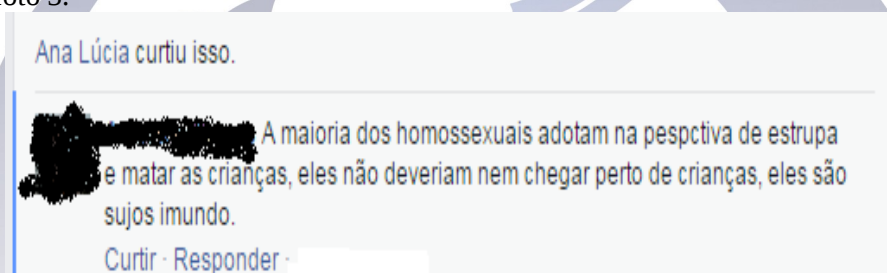 Foto 3:
Ana Lúcia curtiu isso.
A maioria dos homossexuais adotam na pespctiva de estrupa
e matar as crianças, eles não deveriam nem chegar perto de crianças, eles são
sujos imundo.
Curtir · Responder ·